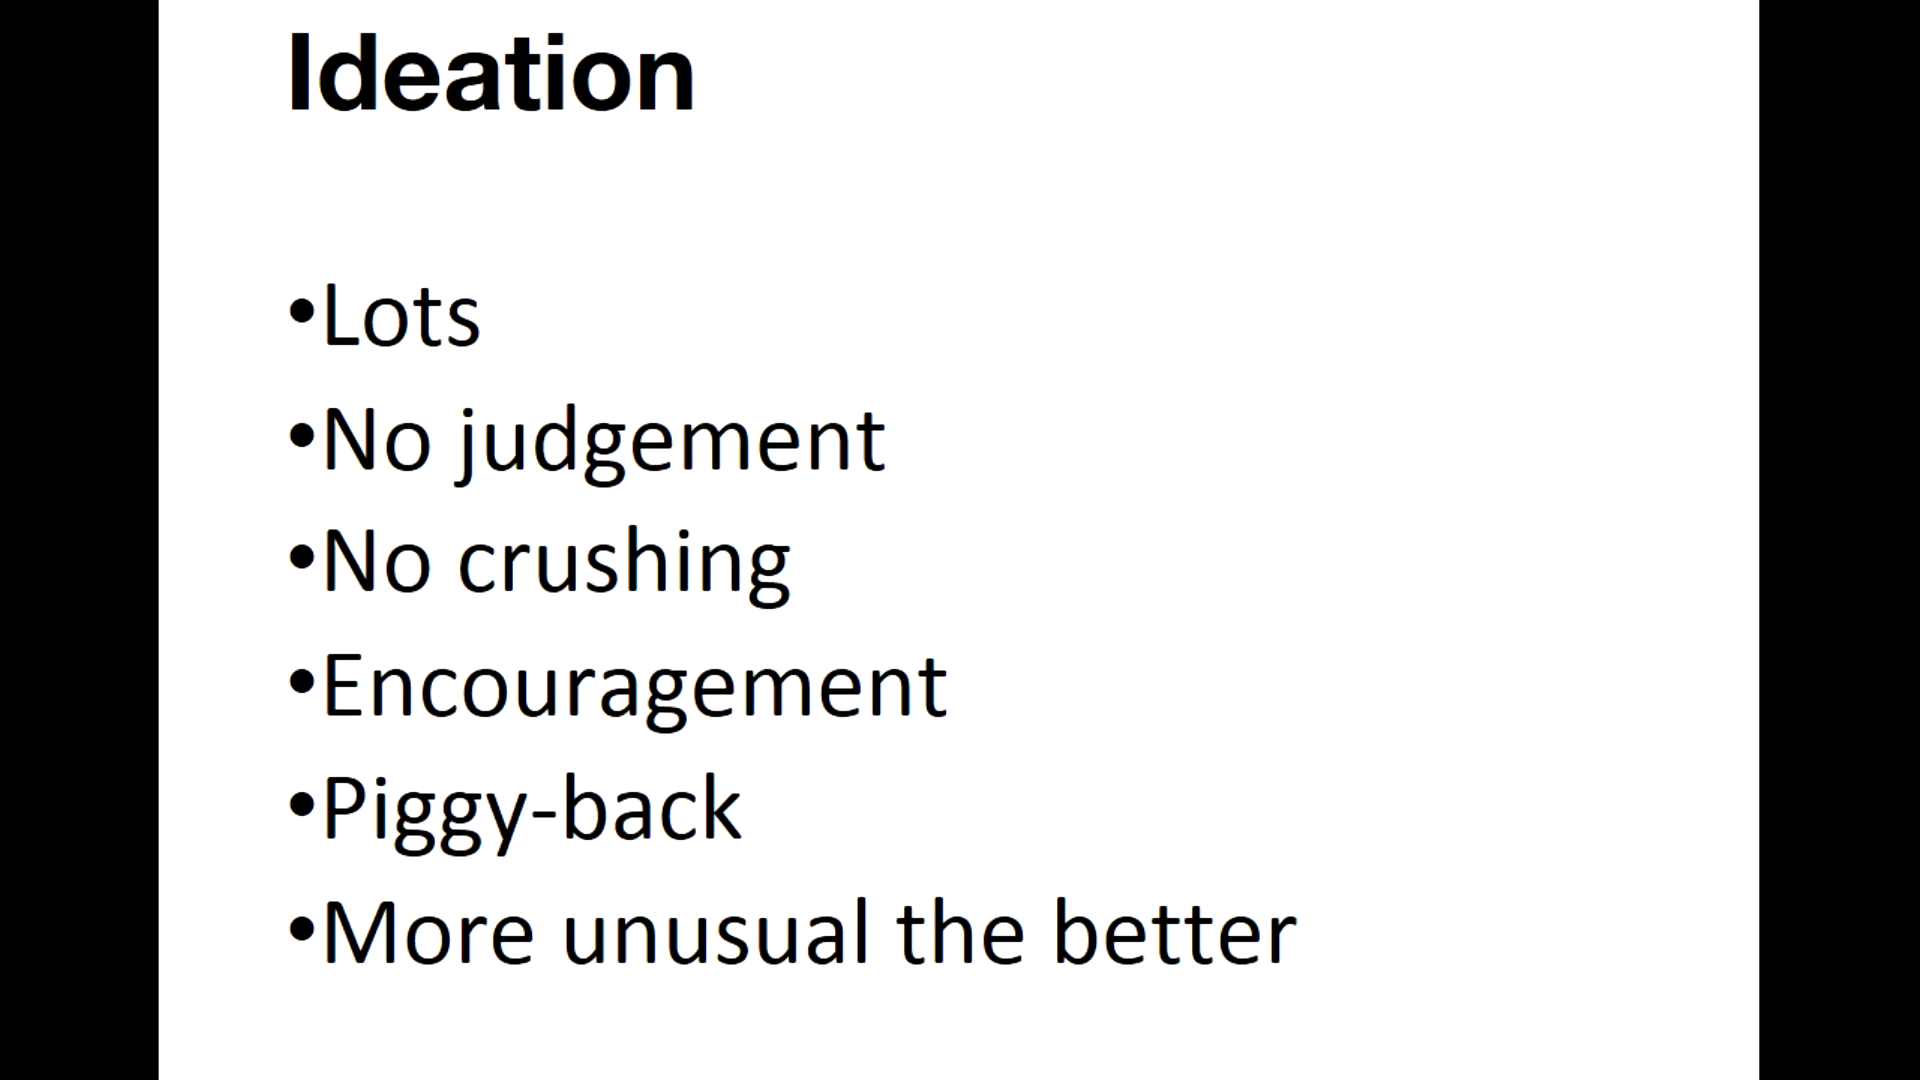 Ideation
•Lots
•No judgement
•No crushing
•Encouragement
•Piggy-back
•More unusual the better